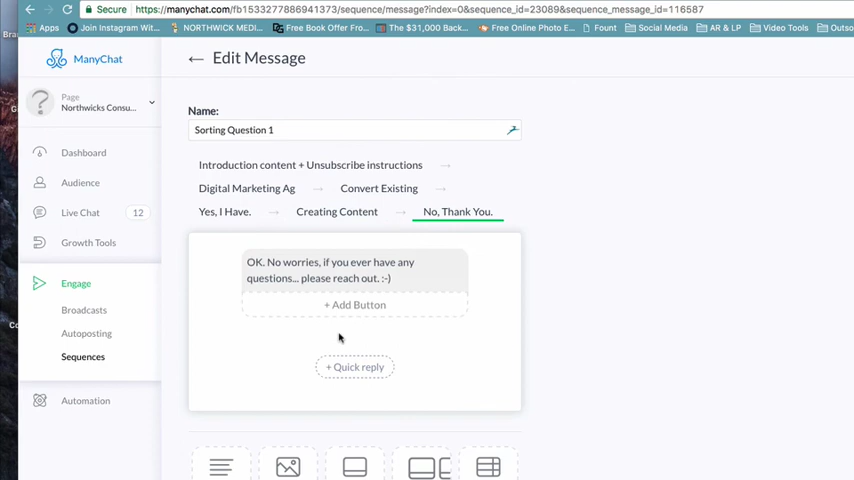 Secure https://manychat.com/fb1533277886941373/sequence/message?index=0&sequence_id=23089&sequence_message_id=116587
Apps Join Instagram Wit... NORTHWICK MEDI... Free Book Offer Fro... The $31,000 Back... Free Online Photo E... Fount Social Media AR & LP Video Tools Outso
ManyChat
← Edit Message
Page
Northwicks Consu...
Name:
Sorting Question 1
Dashboard
Audience
Live Chat 12
Growth Tools
Engage
Broadcasts
Autoposting
Sequences
Automation
Introduction content + Unsubscribe instructions →
Digital Marketing Ag → Convert Existing →
Yes, I Have. → Creating Content → No, Thank You.
OK. No worries, if you ever have any
questions... please reach out. :-)
+ Add Button
+ Quick reply